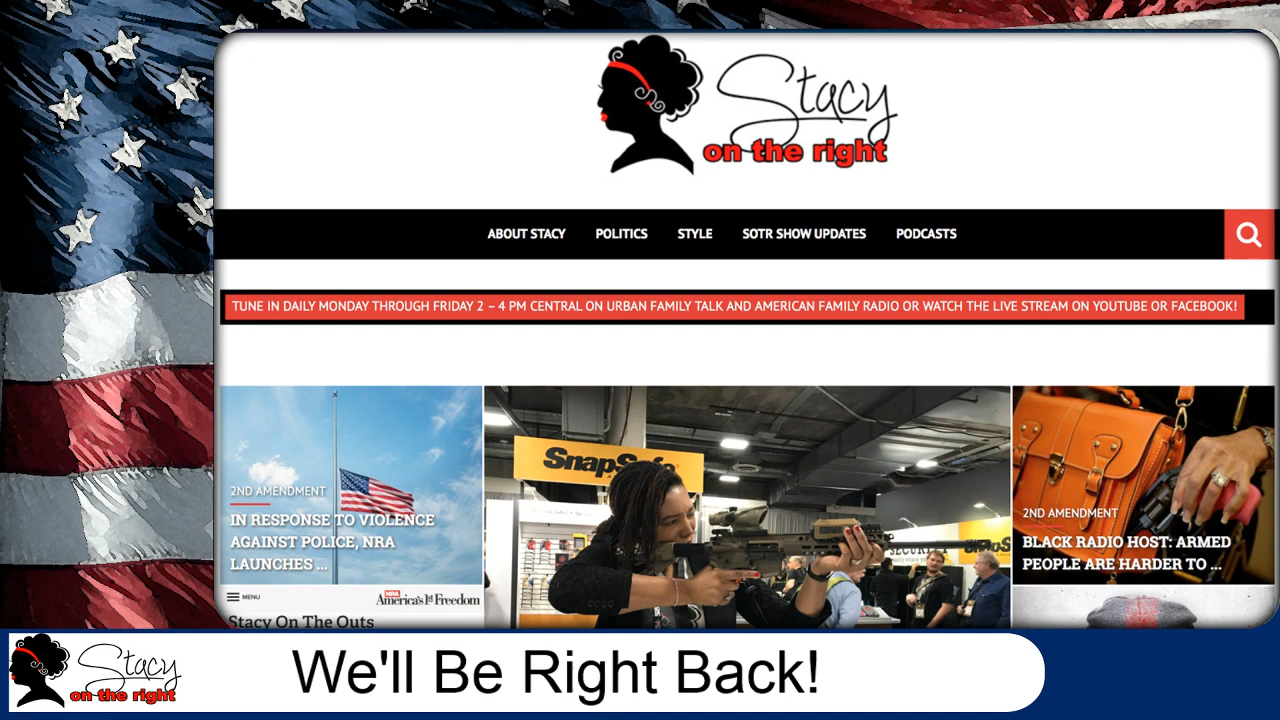 Stacy
on the right
ABOUT STACY
POLITICS
STYLE
SOTR SHOW UPDATES
PODCASTS
TUNE IN DAILY MONDAY THROUGH FRIDAY 2 – 4 PM CENTRAL ON URBAN FAMILY TALK AND AMERICAN FAMILY RADIO OR WATCH THE LIVE STREAM ON YOUTUBE OR FACEBOOK!
2ND AMENDMENT
IN RESPONSE TO VIOLENCE
AGAINST POLICE, NRA
LAUNCHES ...
MENU
NRA
America's 1st Freedom
Stacy On The Outs
SnapSafe
2ND AMENDMENT
BLACK RADIO HOST: ARMED
PEOPLE ARE HARDER TO ...
Stacy
on the right
We'll Be Right Back!